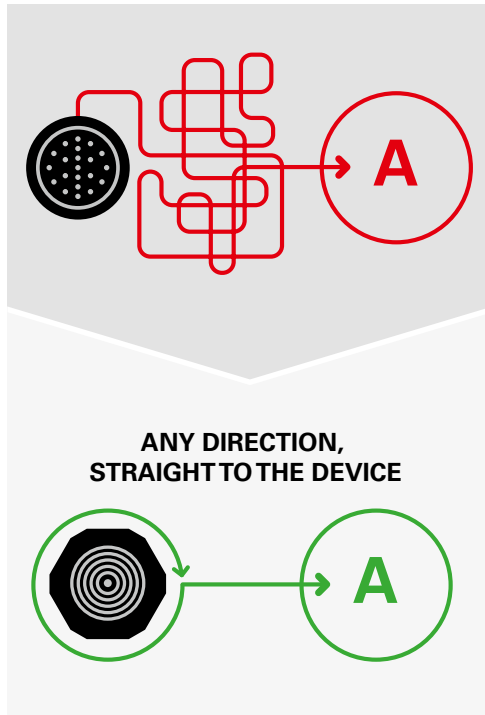 A
ANY DIRECTION,
STRAIGHT TO THE DEVICE
A